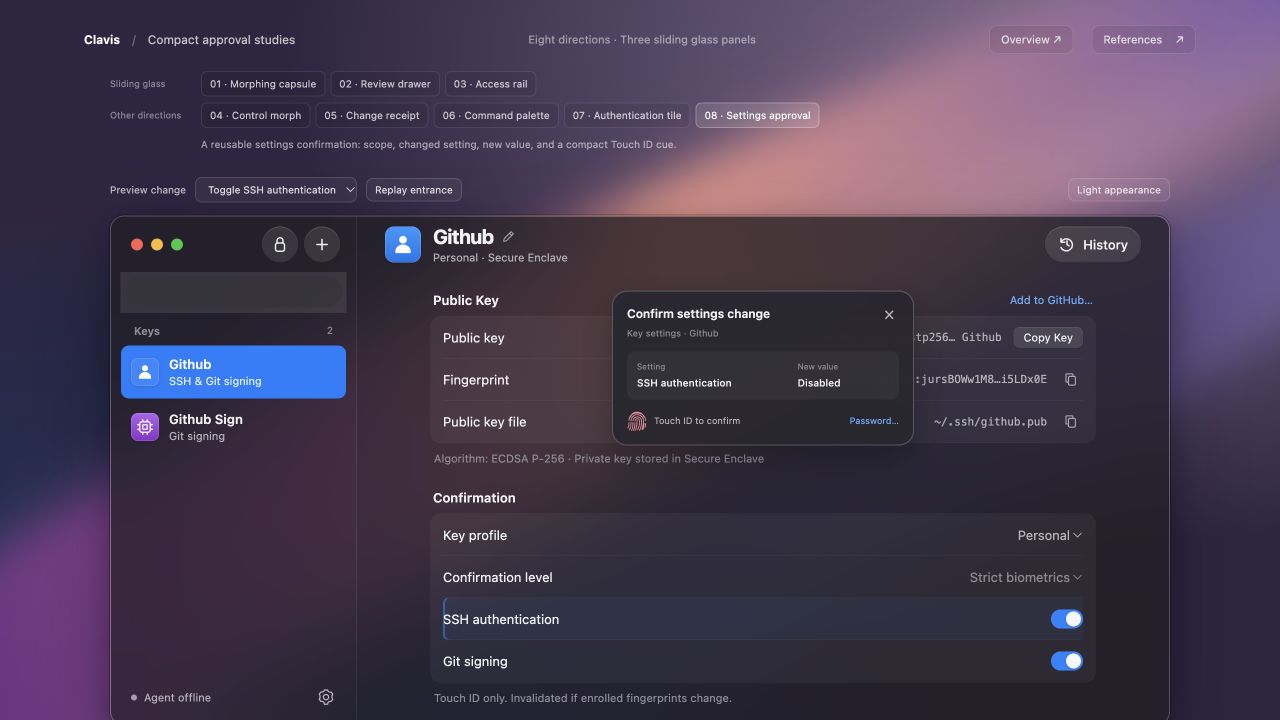 Clavis / Compact approval studies
Eight directions · Three sliding glass panels
Overview ↗
References ↗
Sliding glass
01 · Morphing capsule
02 · Review drawer
03 · Access rail
Other directions
04 · Control morph
05 · Change receipt
06 · Command palette
07 · Authentication tile
08 · Settings approval
A reusable settings confirmation: scope, changed setting, new value, and a compact Touch ID cue.
Preview change
Toggle SSH authentication
Replay entrance
Light appearance
Keys 2
Github
SSH & Git signing
Github Sign
Git signing
Agent offline
Github
Personal · Secure Enclave
History
Public Key
Add to GitHub...
Public key
tp256… Github
Copy Key
Fingerprint
:jursBOWw1M8…i5LDx0E
Public key file
~/.ssh/github.pub
Algorithm: ECDSA P-256 · Private key stored in Secure Enclave
Confirm settings change
Key settings · Github
Setting
SSH authentication
New value
Disabled
Touch ID to confirm
Password...
Confirmation
Key profile
Personal
Confirmation level
Strict biometrics
SSH authentication
Git signing
Touch ID only. Invalidated if enrolled fingerprints change.